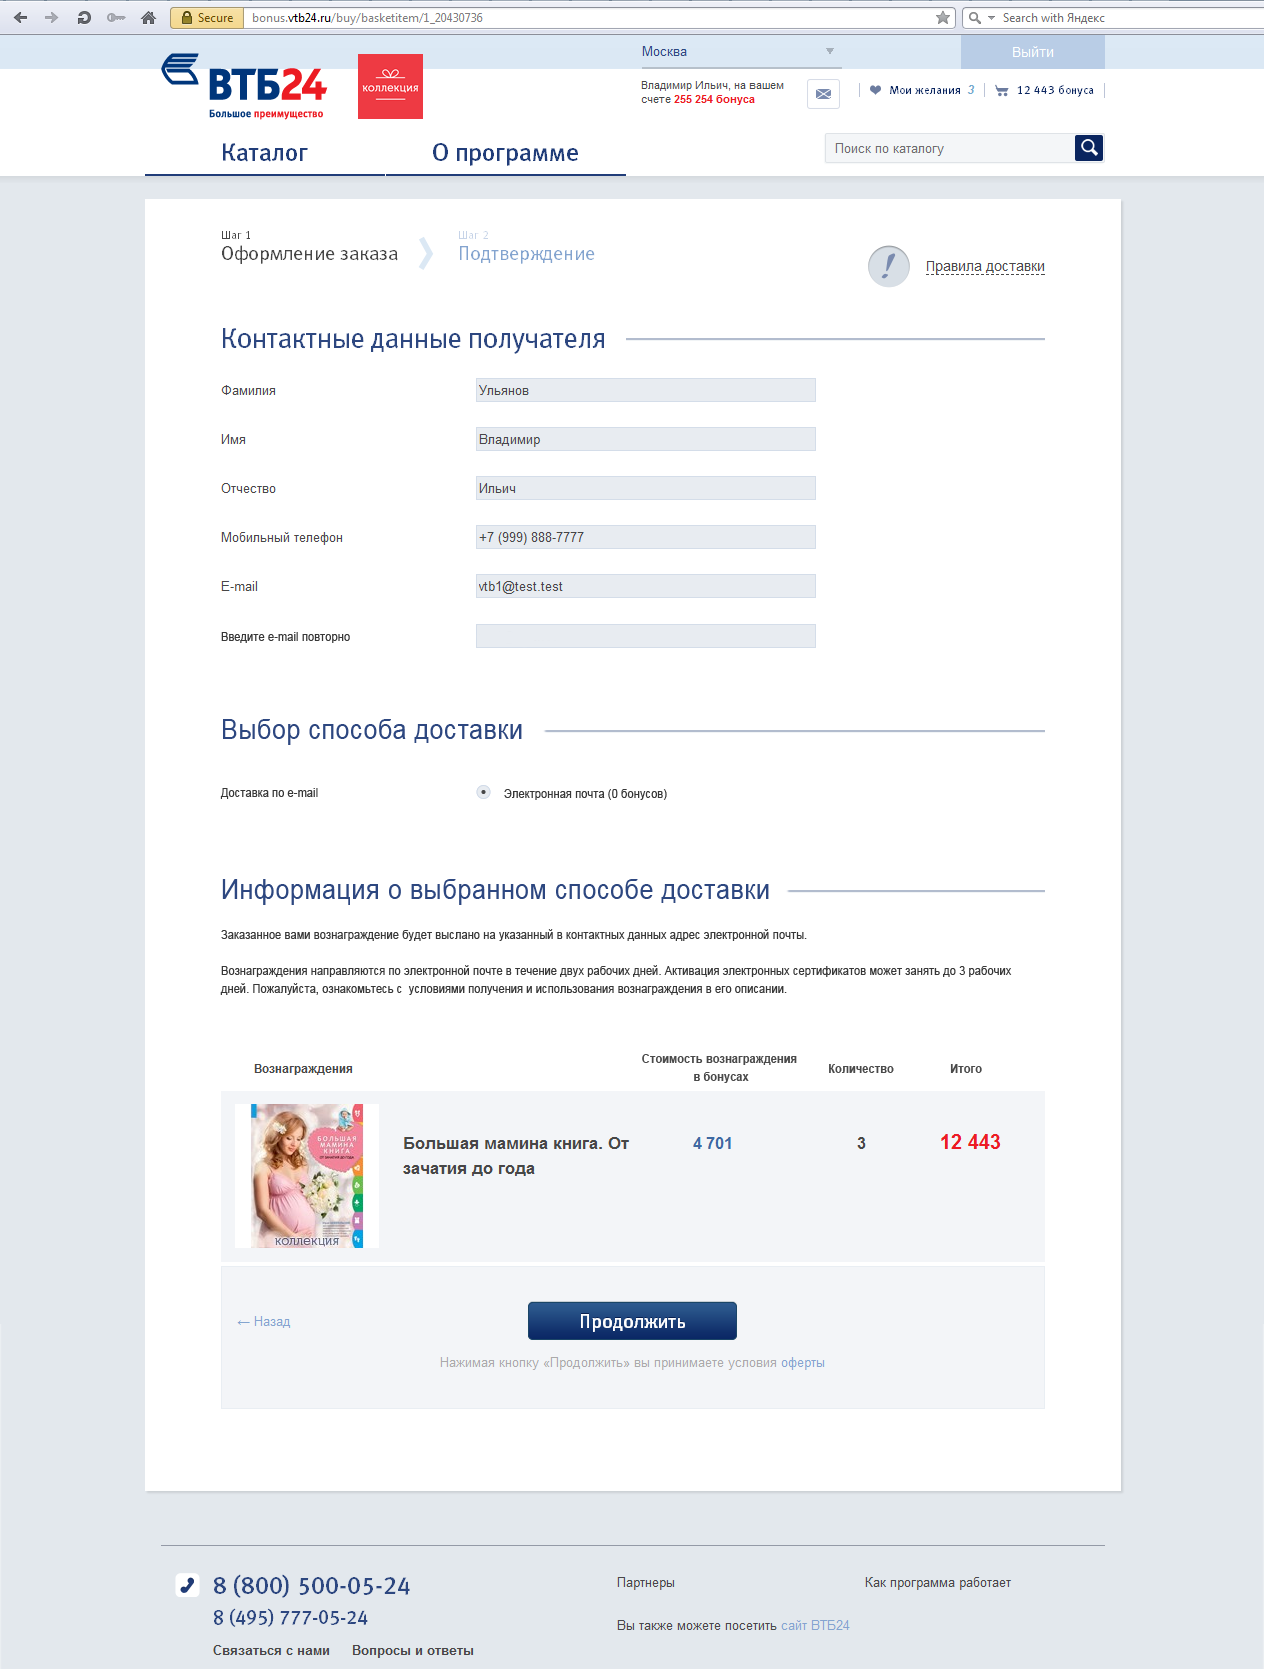 Secure
bonus.vtb24.ru/buy/basketitem/1_20430736
Search with Яндекс
Москва
Выйти
ВТБ24
Большое преимущество
КОЛЛЕКЦИЯ
Владимир Ильич, на вашем
счете 255 254 бонуса
Мои желания 3
12 443 бонуса
Каталог
О программе
Поиск по каталогу
Шаг 1
Оформление заказа
Шаг 2
Подтверждение
!
Правила доставки
Контактные данные получателя
Фамилия
Ульянов
Имя
Владимир
Отчество
Ильич
Мобильный телефон
+7 (999) 888-7777
E-mail
vtb1@test.test
Введите e-mail повторно
Выбор способа доставки
Доставка по e-mail
Электронная почта (0 бонусов)
Информация о выбранном способе доставки
Заказанное вами вознаграждение будет выслано на указанный в контактных данных адрес электронной почты.
Вознаграждения направляются по электронной почте в течение двух рабочих дней. Активация электронных сертификатов может занять до 3 рабочих
дней. Пожалуйста, ознакомьтесь с условиями получения и использования вознаграждения в его описании.
Вознаграждения
Стоимость вознаграждения
в бонусах
Количество
Итого
БОЛЬШАЯ
МАМИНА
КНИГА
ОТ ЗАЧАТИЯ ДО ГОДА
КОЛЛЕКЦИЯ
Большая мамина книга. От
зачатия до года
4 701
3
12 443
← Назад
Продолжить
Нажимая кнопку «Продолжить» вы принимаете условия оферты
8 (800) 500-05-24
8 (495) 777-05-24
Связаться с нами
Вопросы и ответы
Партнеры
Как программа работает
Вы также можете посетить сайт ВТБ24